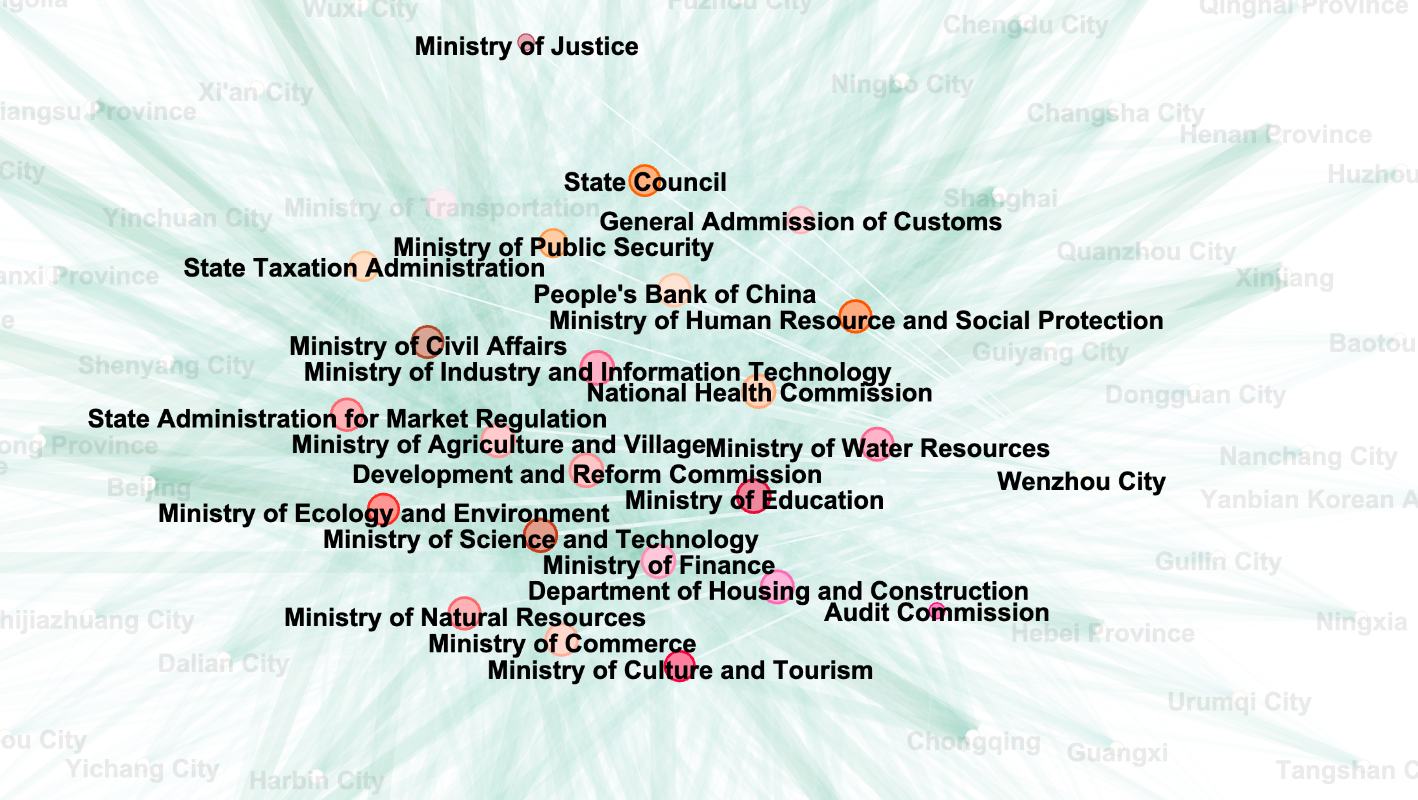 ngolia
Wuxi City
Fuzhou City
Qinghai Province
Chengdu City
Ministry of Justice
Ningbo City
Xi'an City
iangsu Province
Changsha City
Henan Province
City
Huzhou
State Council
Shanghai
Ministry of Transportation
Yinchuan City
General Admmission of Customs
Ministry of Public Security
Quanzhou City
State Taxation Administration
anxi Province
Xinjiang
People's Bank of China
Ministry of Human Resource and Social Protection
e
Baotou
Ministry of Civil Affairs
Guiyang City
Shenyang City
Ministry of Industry and Information Technology
National Health Commission
Dongguan City
State Administration for Market Regulation
ong Province
Ministry of Agriculture and Village
Ministry of Water Resources
Nanchang City
e
Development and Reform Commission
Wenzhou City
Beijing
Ministry of Education
Yanbian Korean A
Ministry of Ecology and Environment
Ministry of Science and Technology
Ministry of Finance
Guilin City
Department of Housing and Construction
Audit Commission
hijiazhuang City
Ministry of Natural Resources
Ningxia
Hebei Province
Ministry of Commerce
Dalian City
Ministry of Culture and Tourism
Urumqi City
ou City
Chongqing
Guangxi
Yichang City
Harbin City
Tangshan C